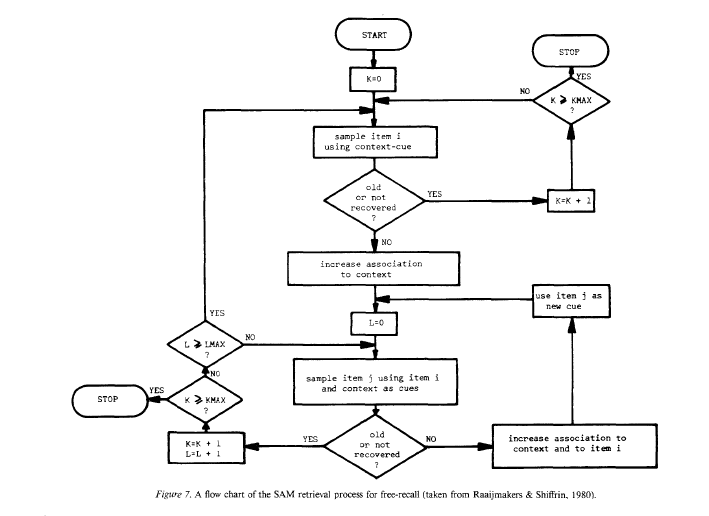 START
STOP
K=0
YES
NO
K ⩾ KMAX
?
sample item i
using context-cue
old
or not
recovered
?
YES
K=K + 1
NO
increase association
to context
use item j as
new cue
L=0
YES
L ⩾ LMAX
?
NO
sample item j using item i
and context as cues
NO
YES
STOP
K ⩾ KMAX
?
K=K + 1
L=L + 1
YES
old
or not
recovered
?
NO
increase association to
context and to item i
Figure 7. A flow chart of the SAM retrieval process for free-recall (taken from Raaijmakers & Shiffrin, 1980).